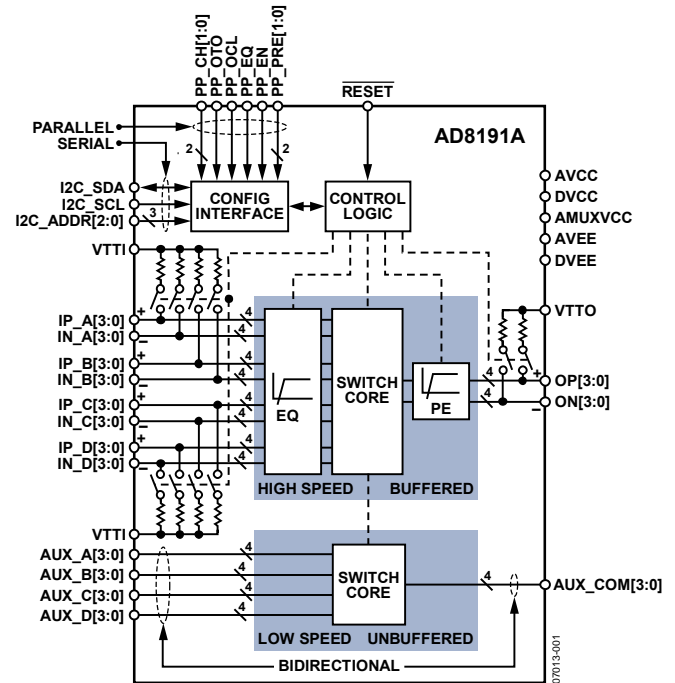 PP_CH[1:0]
PP_OTO
PP_OCL
PP_EQ
PP_EN
PP_PRE[1:0]
RESET
PARALLEL
SERIAL
AD8191A
2
2
I2C_SDA
I2C_SCL
I2C_ADDR[2:0]
3
CONFIG
INTERFACE
CONTROL
LOGIC
AVCC
DVCC
AMUXVCC
AVEE
DVEE
VTTI
VTTO
+
IP_A[3:0]
4
IN_A[3:0]
4
−
+
IP_B[3:0]
4
IN_B[3:0]
4
−
+
IP_C[3:0]
4
IN_C[3:0]
4
−
+
IP_D[3:0]
4
IN_D[3:0]
4
−
EQ
SWITCH
CORE
PE
4
+
OP[3:0]
4
−
ON[3:0]
HIGH SPEED
BUFFERED
VTTI
AUX_A[3:0]
4
AUX_B[3:0]
4
AUX_C[3:0]
4
AUX_D[3:0]
4
SWITCH
CORE
4
AUX_COM[3:0]
LOW SPEED
UNBUFFERED
BIDIRECTIONAL
07013-001